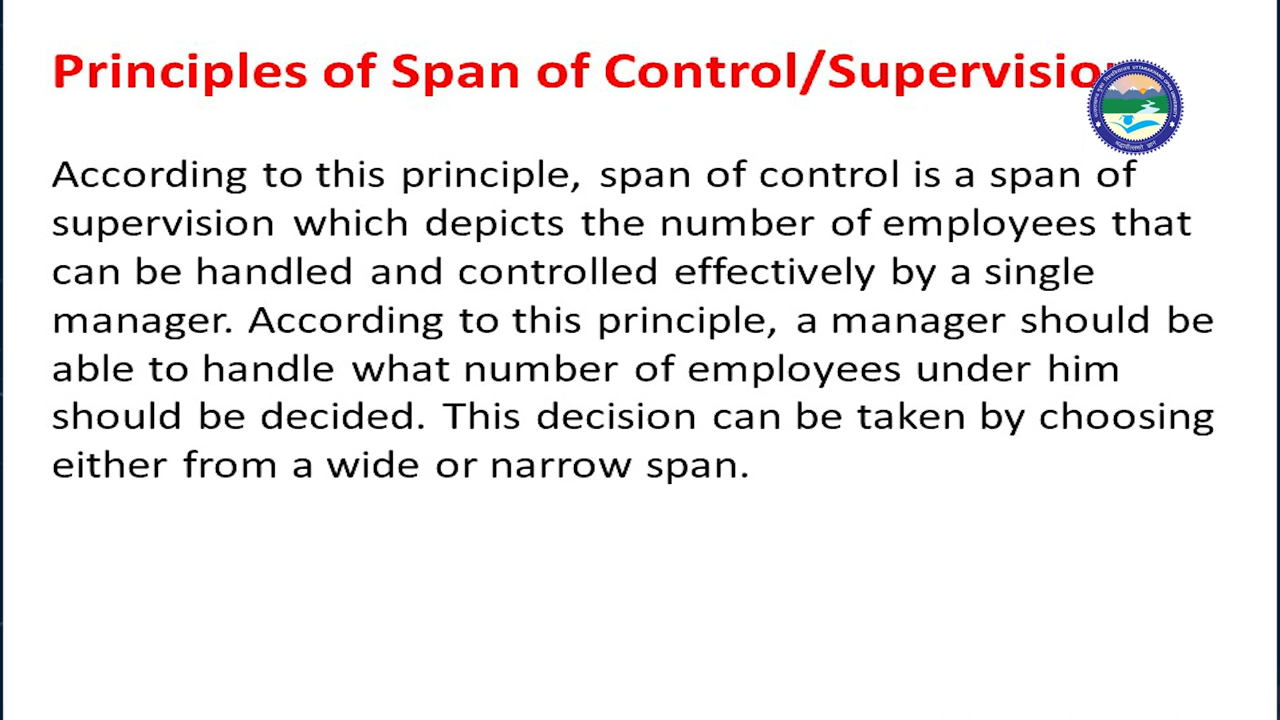 Principles of Span of Control/Supervision
According to this principle, span of control is a span of
supervision which depicts the number of employees that
can be handled and controlled effectively by a single
manager. According to this principle, a manager should be
able to handle what number of employees under him
should be decided. This decision can be taken by choosing
either from a wide or narrow span.